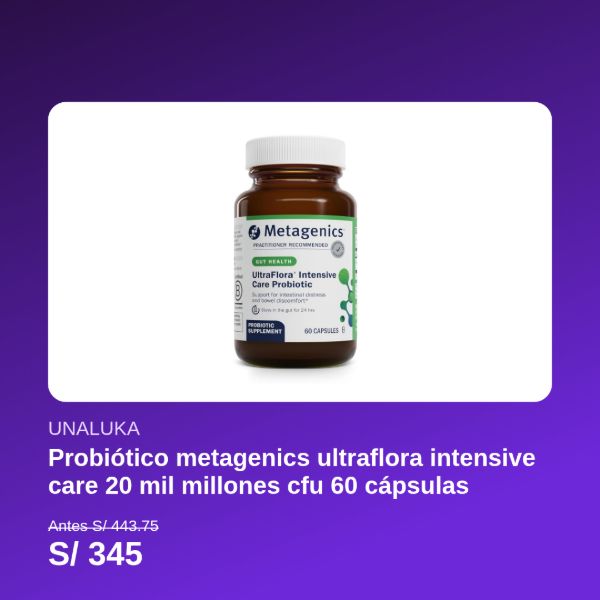 Metagenics
PRACTITIONER RECOMMENDED
GUT HEALTH
UltraFlora® Intensive
Care Probiotic
Support for intestinal distress
and bowel discomfort*
Stays in the gut for 24 hrs
PROBIOTIC
SUPPLEMENT
60 CAPSULES
UNALUKA
Probiótico metagenics ultraflora intensive
care 20 mil millones cfu 60 cápsulas
Antes S/ 443.75
S/ 345